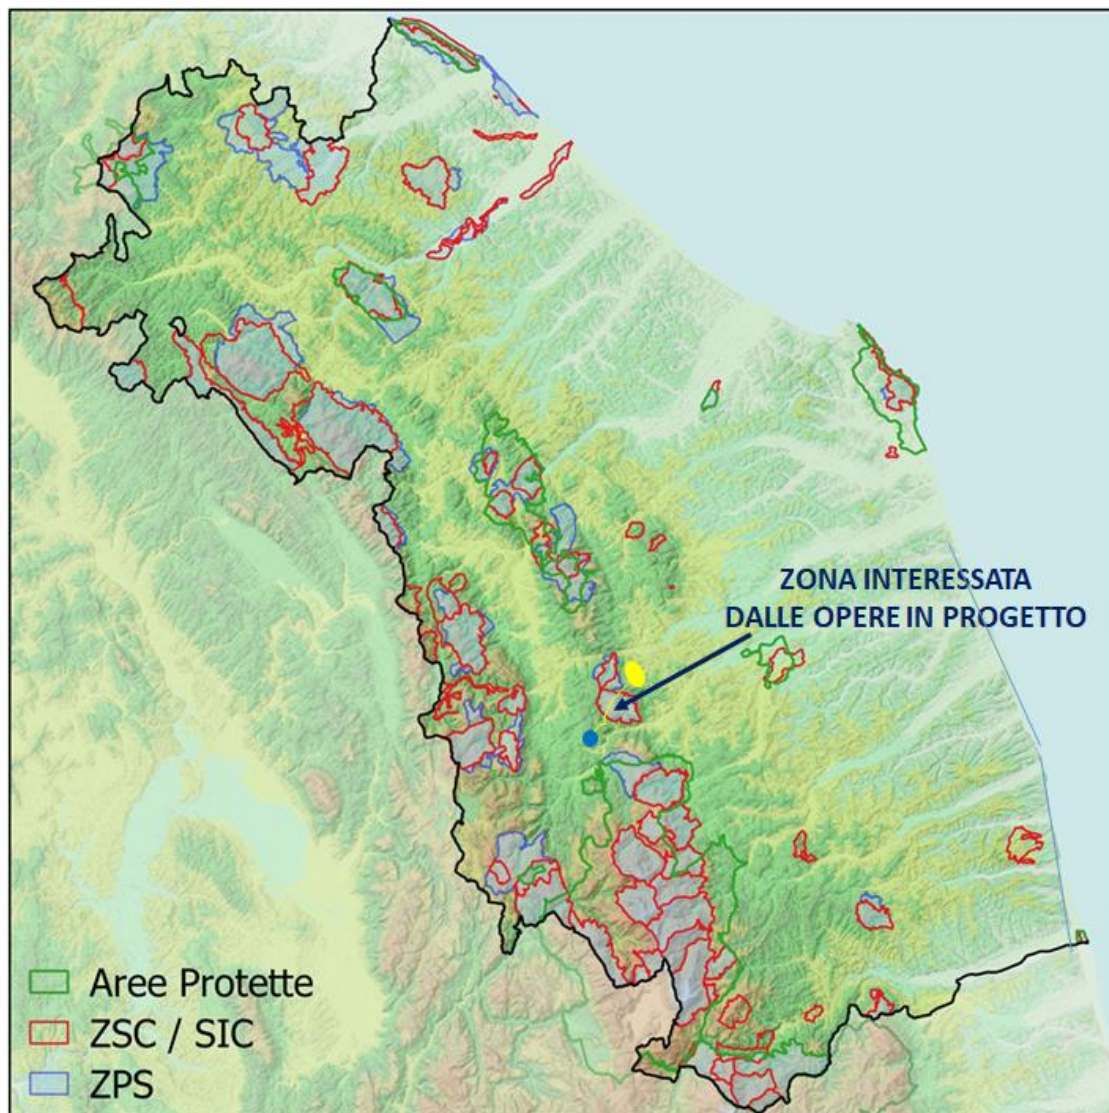 ZONA INTERESSATA
DALLE OPERE IN PROGETTO
Aree Protette
ZSC / SIC
ZPS